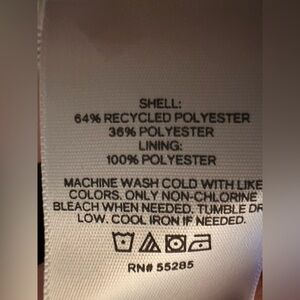 SHELL:
64% RECYCLED POLYESTER
36% POLYESTER
LINING:
100% POLYESTER
MACHINE WASH COLD WITH LIKE
COLORS. ONLY NON-CHLORINE
BLEACH WHEN NEEDED. TUMBLE DR
LOW. COOL IRON IF NEEDED.
RN# 55285